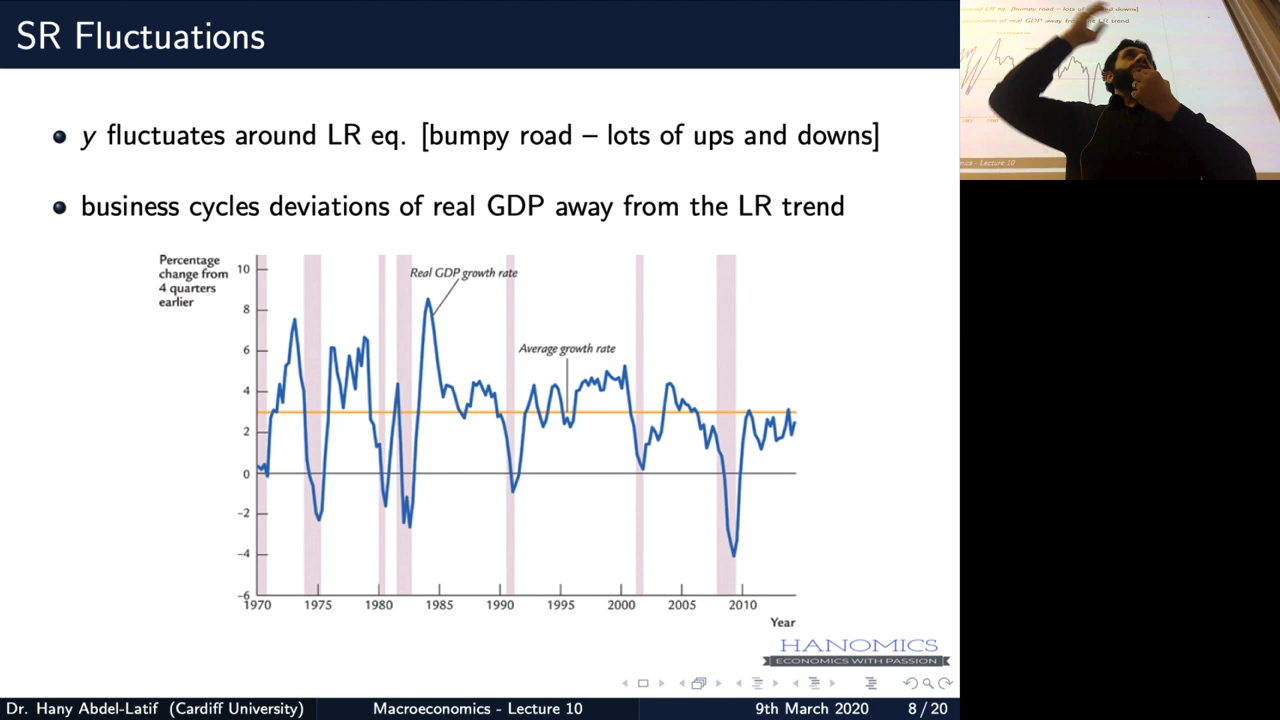 SR Fluctuations
y fluctuates around LR eq. [bumpy road – lots of ups and downs]
business cycles deviations of real GDP away from the LR trend
Percentage
change from
4 quarters
earlier
Real GDP growth rate
Average growth rate
10
8
6
4
2
0
–2
–4
–6
1970 1975 1980 1985 1990 1995 2000 2005 2010
Year
HANOMICS
ECONOMICS WITH PASSION
Dr. Hany Abdel-Latif (Cardiff University) Macroeconomics - Lecture 10 9th March 2020 8 / 20